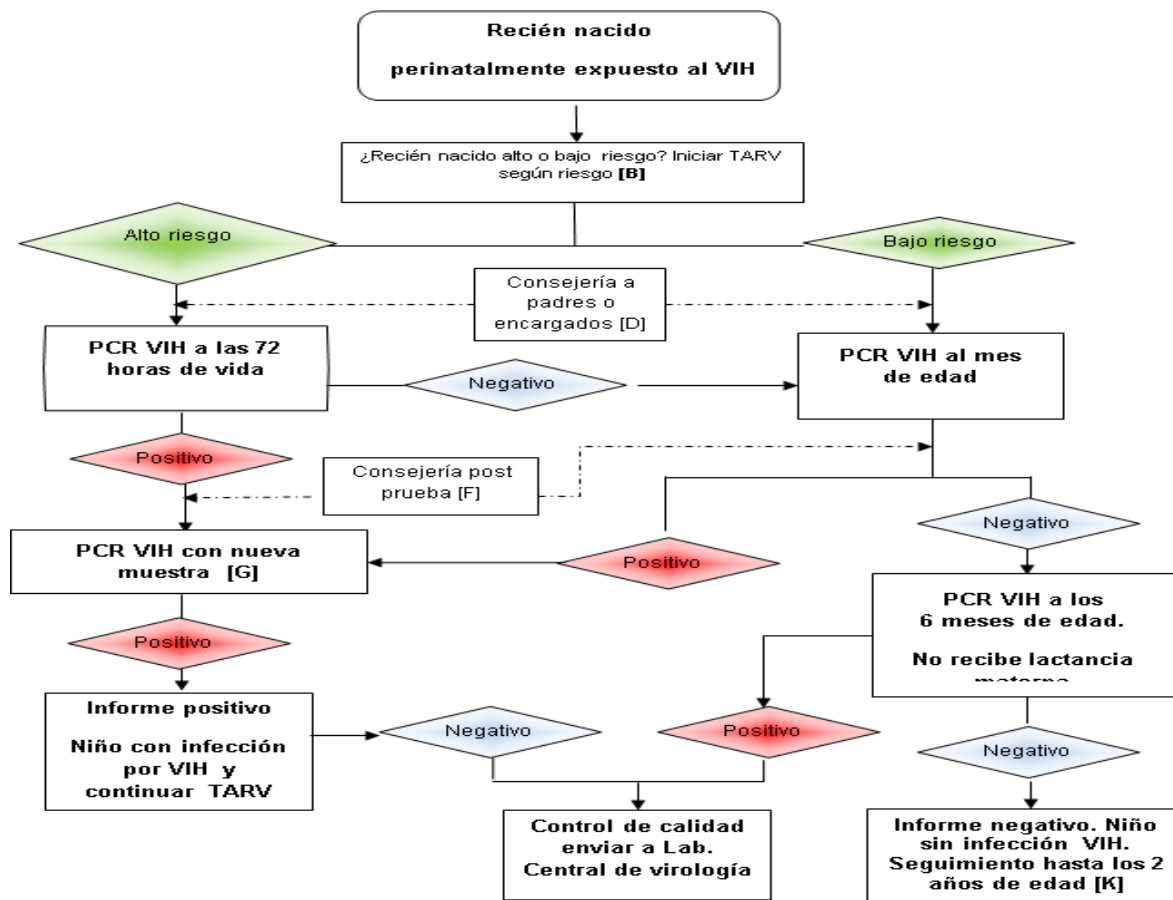 Recién nacido
perinatalmente expuesto al VIH
¿Recién nacido alto o bajo riesgo? Iniciar TARV
según riesgo [B]
Alto riesgo
Bajo riesgo
Consejería a
padres o
encargados [D]
PCR VIH a las 72
horas de vida
Negativo
PCR VIH al mes
de edad
Positivo
Consejería post
prueba [F]
Negativo
PCR VIH con nueva
muestra [G]
Positivo
PCR VIH a los
6 meses de edad.
No recibe lactancia
Positivo
Informe positivo
Niño con infección
por VIH y
continuar TARV
Negativo
Positivo
Negativo
Control de calidad
enviar a Lab.
Central de virología
Informe negativo. Niño
sin infección VIH.
Seguimiento hasta los 2
años de edad [K]